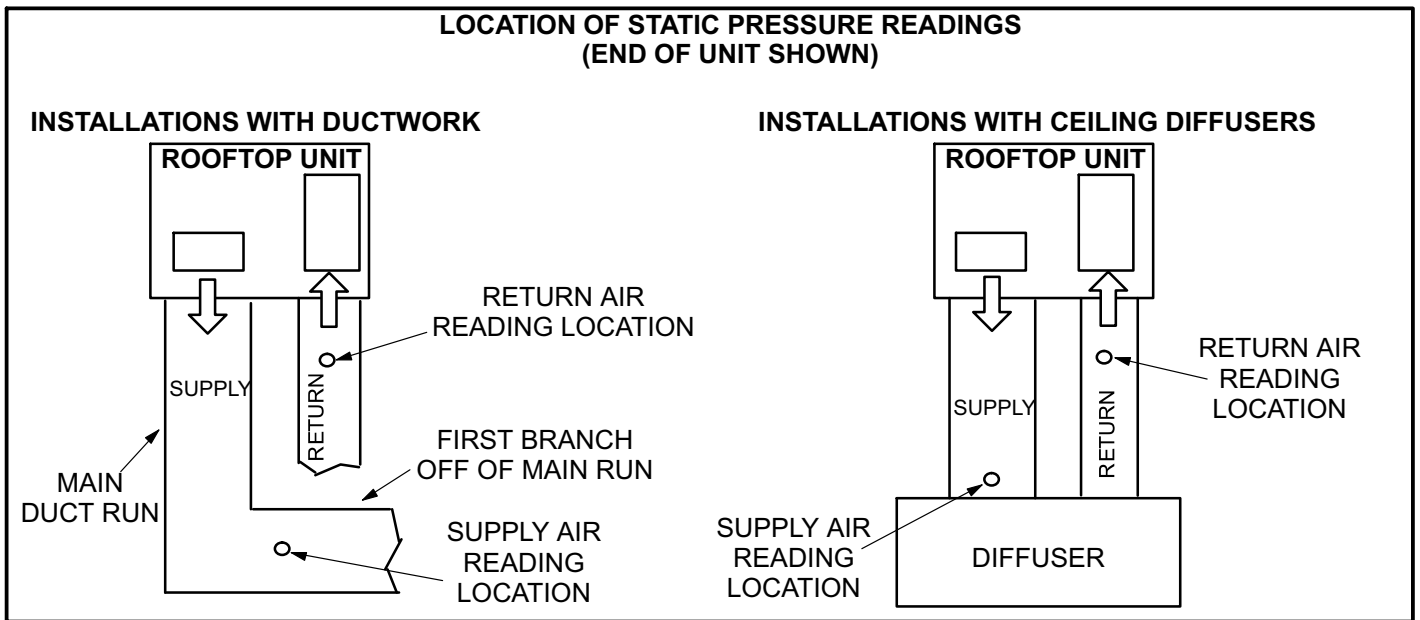 LOCATION OF STATIC PRESSURE READINGS
(END OF UNIT SHOWN)
INSTALLATIONS WITH DUCTWORK
ROOFTOP UNIT
RETURN AIR
READING LOCATION
SUPPLY
RETURN
FIRST BRANCH
OFF OF MAIN RUN
MAIN
DUCT RUN
SUPPLY AIR
READING
LOCATION
INSTALLATIONS WITH CEILING DIFFUSERS
ROOFTOP UNIT
RETURN AIR
READING
LOCATION
SUPPLY
RETURN
SUPPLY AIR
READING
LOCATION
DIFFUSER